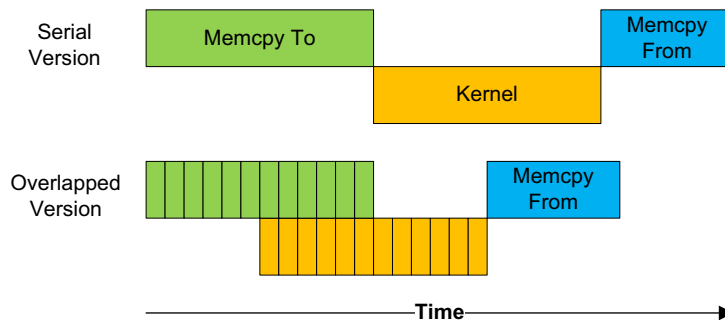 Serial
Version
Memcpy To
Kernel
Memcpy
From
Overlapped
Version
Memcpy
From
Time